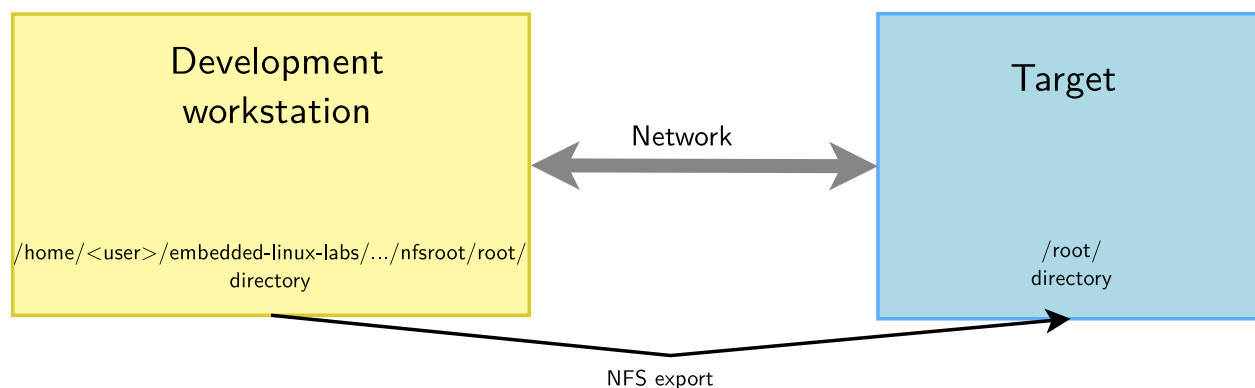 Development
workstation
/home/<user>/embedded-linux-labs/.../nfsroot/root/
directory
Network
Target
/root/
directory
NFS export